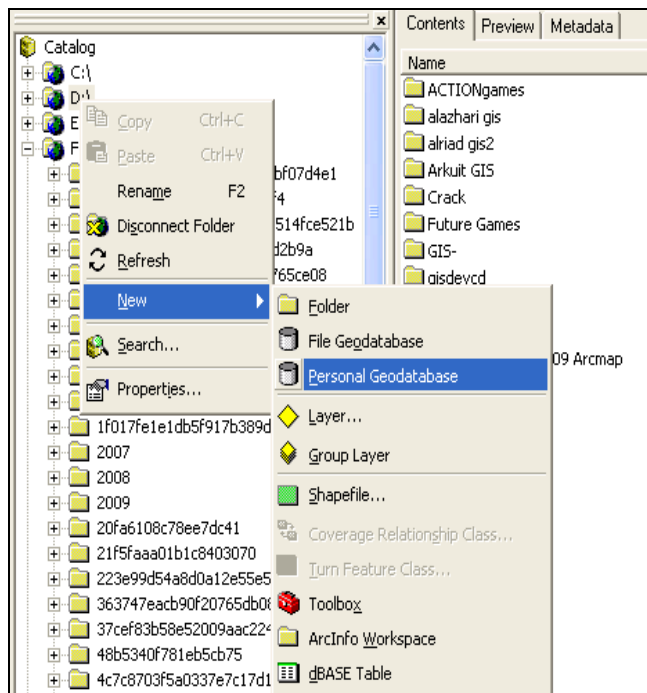 Catalog
C:\
D:\
E
F
bf07d4e1
f4
514fce521b
d2b9a
765ce08
1f017fe1e1db5f917b389d
2007
2008
2009
20fa6108c78ee7dc41
21f5faaa01b1c8403070
223e99d54a8d0a12e55e5
363747eacb90f20765db08
37cef83b58e52009aac224
48b5340f781eb5cb75
4c7c8703f5a0337e7c17d1
Copy Ctrl+C
Paste Ctrl+V
Rename F2
Disconnect Folder
Refresh
New
Search...
Properties...
Folder
File Geodatabase
Personal Geodatabase
Layer...
Group Layer
Shapefile...
Coverage Relationship Class...
Turn Feature Class...
Toolbox
ArcInfo Workspace
dBASE Table
Contents Preview Metadata
Name
ACTIONgames
alazhari gis
alriad gis2
Arkuit GIS
Crack
Future Games
GIS-
gisdevcd
09 Arcmap